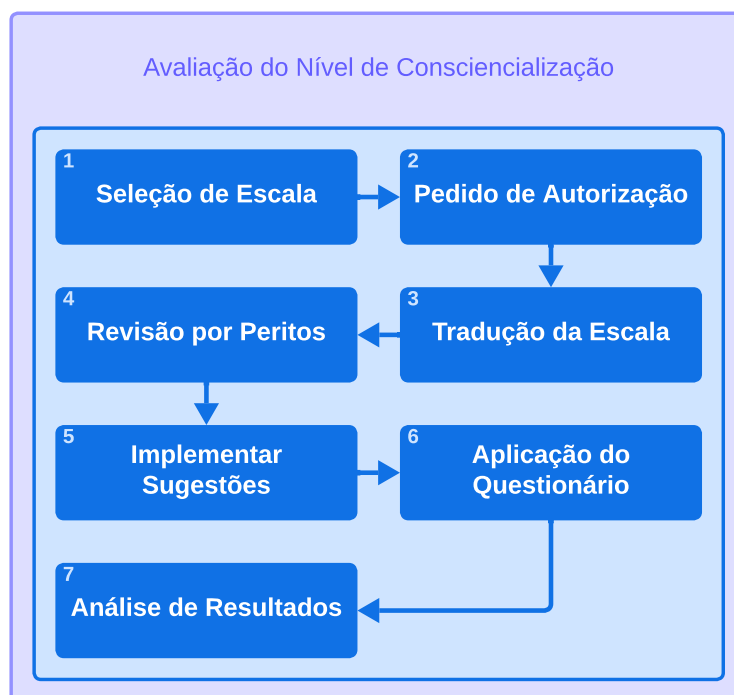 Avaliação do Nível de Consciencialização
1
Seleção de Escala
2
Pedido de Autorização
3
Tradução da Escala
4
Revisão por Peritos
5
Implementar
Sugestões
6
Aplicação do
Questionário
7
Análise de Resultados